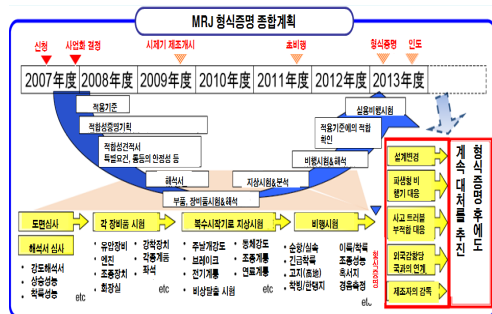 MRJ 형식증명 종합계획
신청
사업화 결정
시제기 제조개시
초비행
형식증명
인도
2007年度
2008年度
2009年度
2010年度
2011年度
2012年度
2013年度
적용기준
적합성증명기획
적합성견적서
특별요건, 동등의 안정성 등
해석서
부품, 장비품시험&해석
지상시험&분석
비행시험&해석
적용기준에의 적합
확인
실용비행시험
도면심사
해석서 심사
• 강도해석서
• 상승성능
• 착륙성능
etc
각 장비품 시험
• 유압장비
• 엔진
• 조종장치
• 화장실
• 강착장치
• 각종계통
• 좌석
etc
복수시작기로 지상시험
• 주날개강도
• 브레이크
• 전기계통
• 비상탈출 시험
• 동체강도
• 조종계통
• 연료계통
etc
비행시험
• 순항/실속
• 긴급착륙
• 고지(高地)
• 착빙/한랭지
• 이륙/착륙
• 조종성능
• 혹서지
• 경음측정
etc
형식증명
설계변경
파생형 비
행기 대응
사고 트러블
부적합 대응
외국감항당
국과의 연계
제조자의 감독
형식증명 후에도
계속 대처를 추진